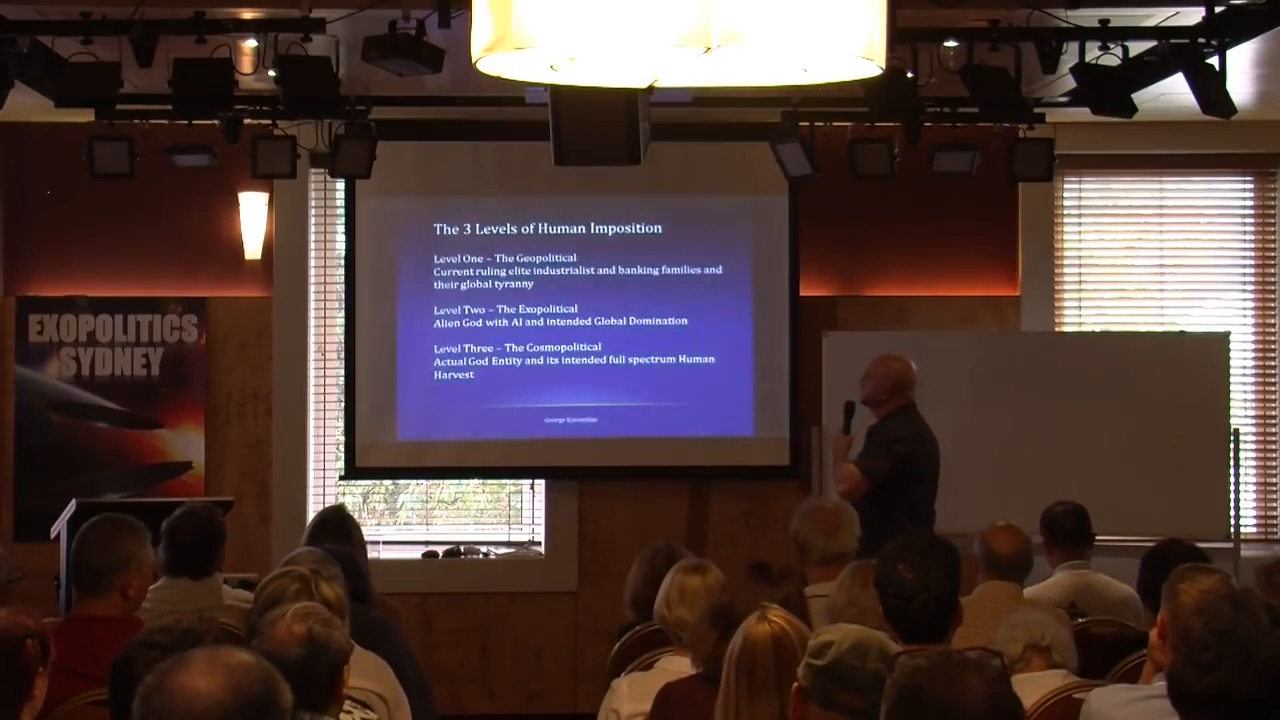 EXOPOLITICS
SYDNEY
The 3 Levels of Human Imposition
Level One – The Geopolitical
Current ruling elite industrialist and banking families and
their global tyranny
Level Two – The Exopolitical
Alien God with AI and intended Global Domination
Level Three – The Cosmopolitical
Actual God Entity and its intended full spectrum Human
Harvest
George